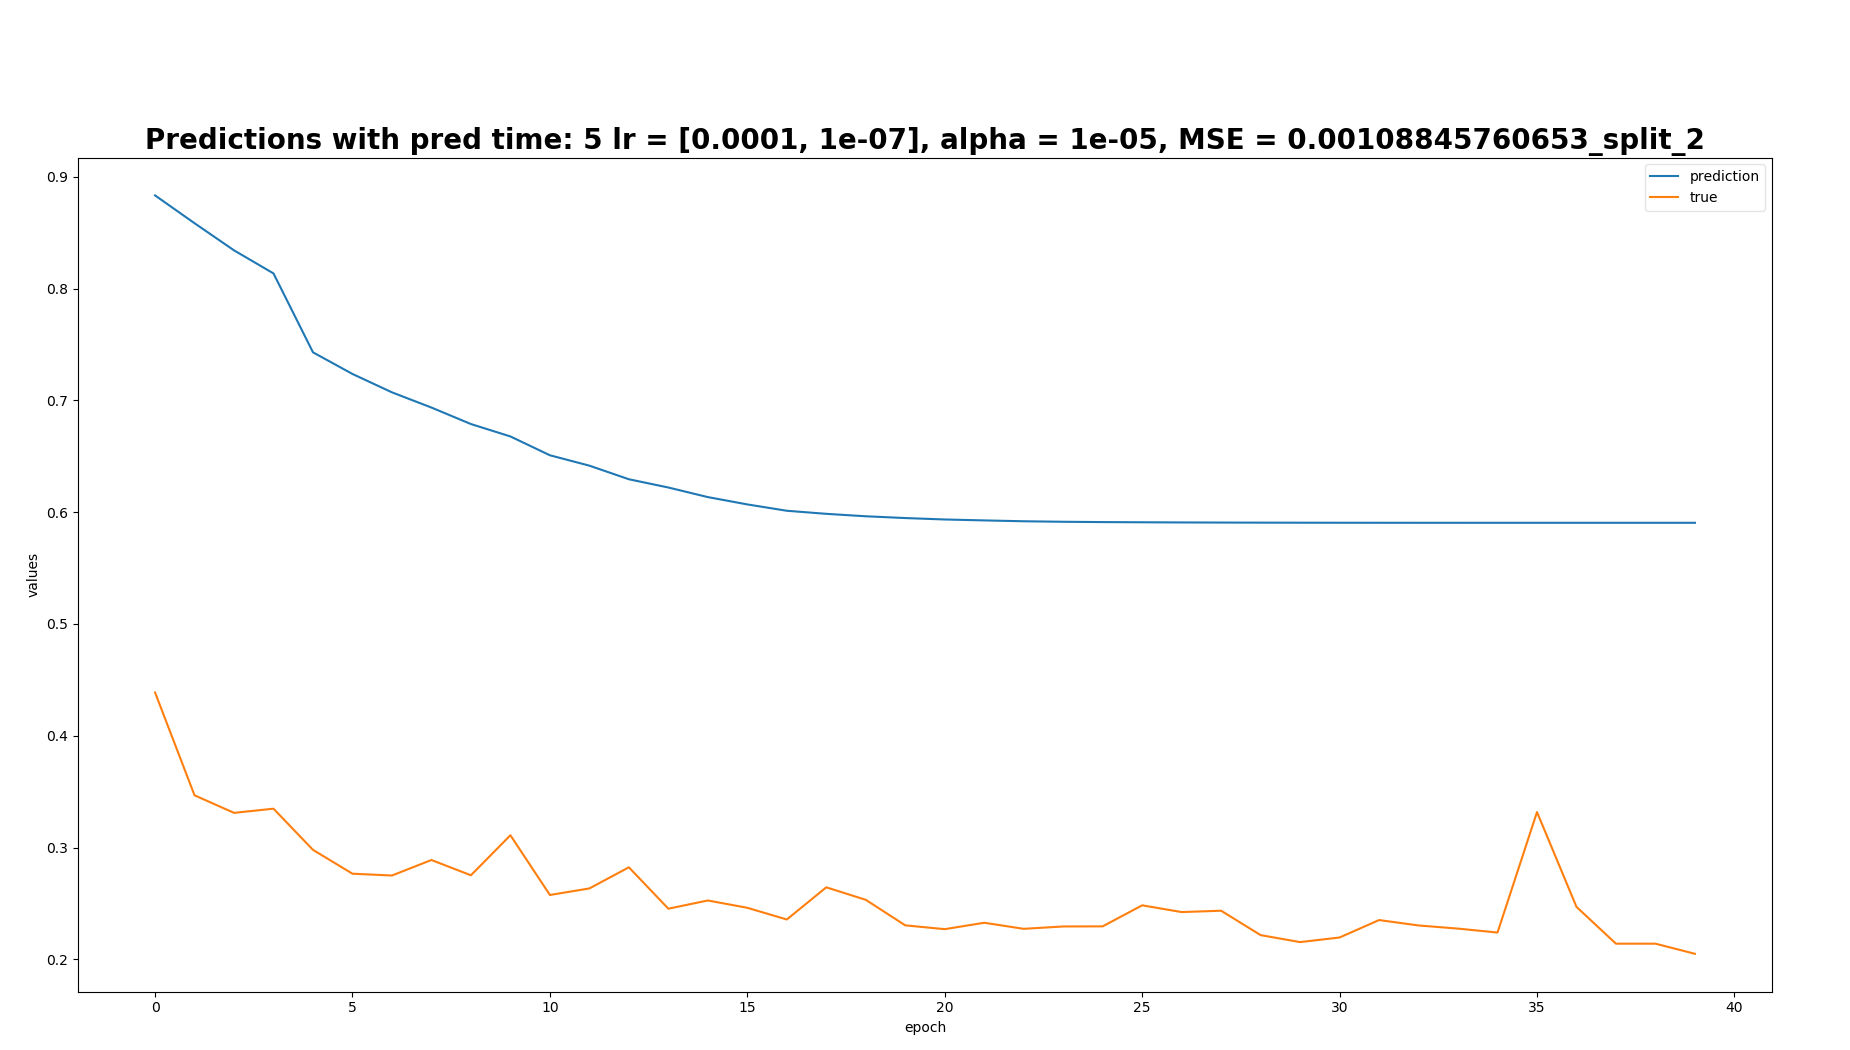 Predictions with pred time: 5 lr = [0.0001, 1e-07], alpha = 1e-05, MSE = 0.00108845760653_split_2
prediction
true
0.9
0.8
0.7
0.6
0.5
0.4
0.3
0.2
values
0 5 10 15 20 25 30 35 40
epoch